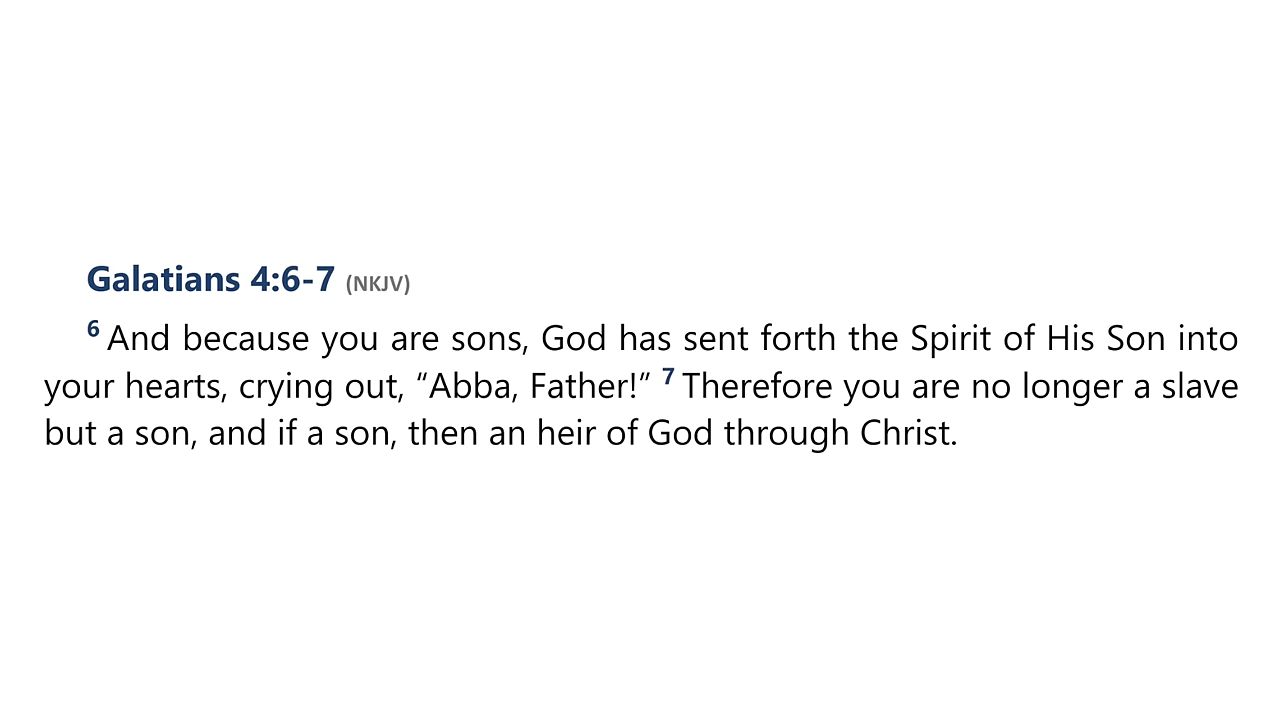 Galatians 4:6-7 (NKJV)
6 And because you are sons, God has sent forth the Spirit of His Son into
your hearts, crying out, “Abba, Father!” 7 Therefore you are no longer a slave
but a son, and if a son, then an heir of God through Christ.